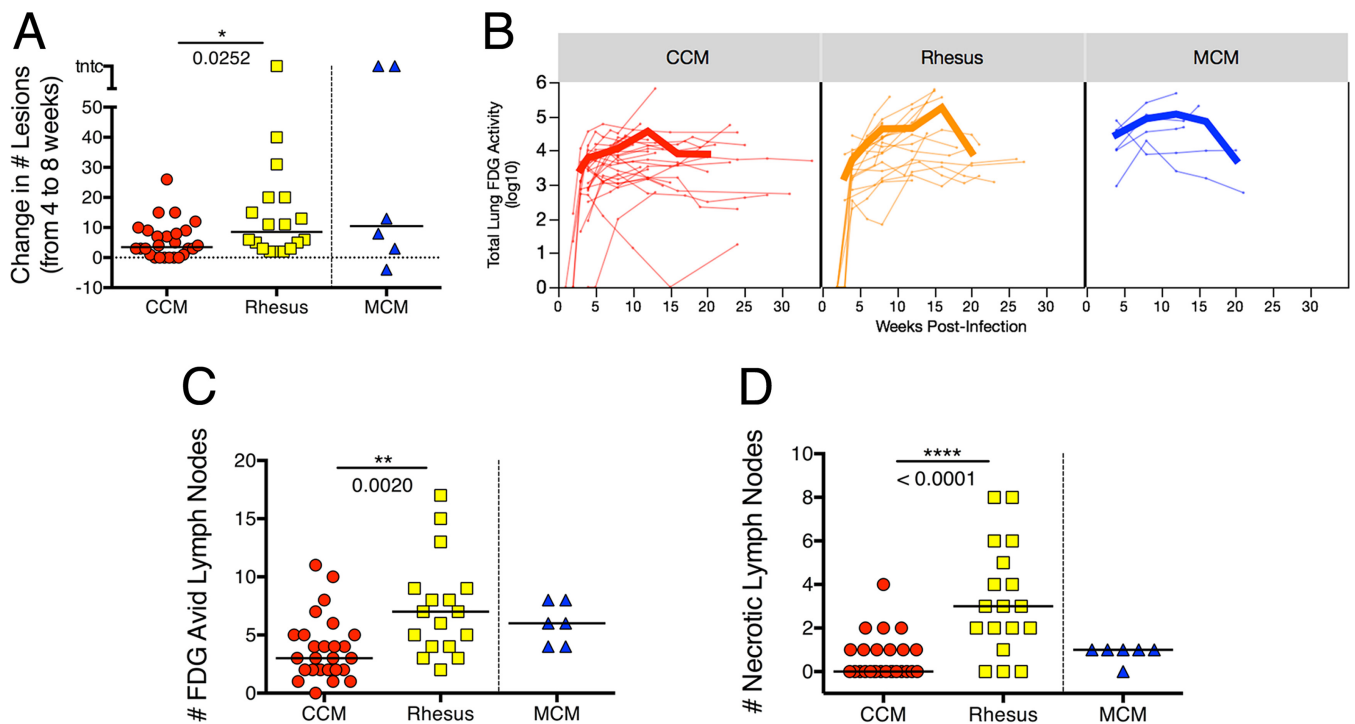 A
Change in # Lesions
(from 4 to 8 weeks)
tntc
50
40
30
20
10
0
-10
*
0.0252
CCM
Rhesus
MCM
B
CCM
Rhesus
MCM
Total Lung FDG Activity
(log10)
6
5
4
3
2
1
0
0 5 10 15 20 25 30
0 5 10 15 20 25 30
0 5 10 15 20 25 30
Weeks Post-Infection
C
# FDG Avid Lymph Nodes
20
15
10
5
0
**
0.0020
CCM
Rhesus
MCM
D
# Necrotic Lymph Nodes
10
8
6
4
2
0
****
< 0.0001
CCM
Rhesus
MCM